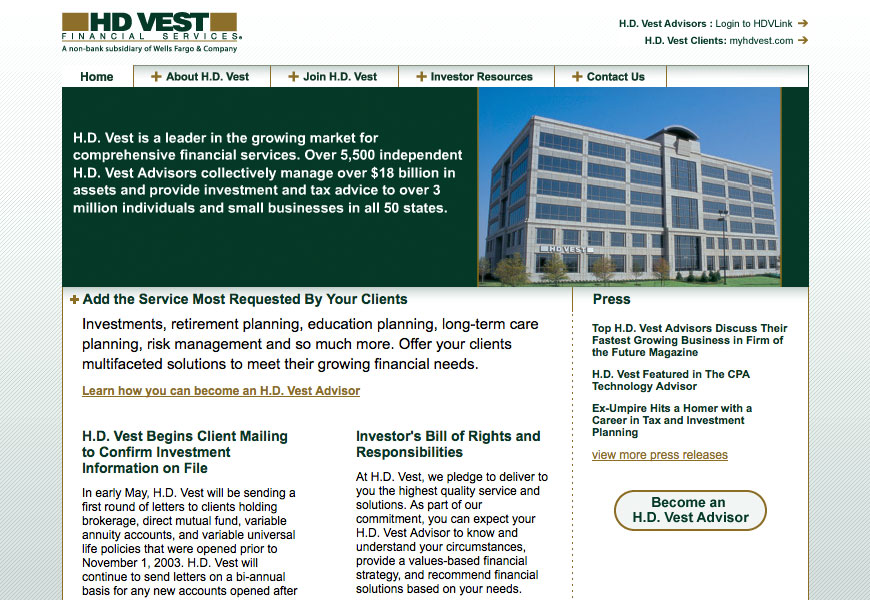 HD VEST
FINANCIAL SERVICES®
A non-bank subsidiary of Wells Fargo & Company
H.D. Vest Advisors : Login to HDVLink
H.D. Vest Clients: myhdvest.com
Home
About H.D. Vest
Join H.D. Vest
Investor Resources
Contact Us
H.D. Vest is a leader in the growing market for
comprehensive financial services. Over 5,500 independent
H.D. Vest Advisors collectively manage over $18 billion in
assets and provide investment and tax advice to over 3
million individuals and small businesses in all 50 states.
HD VEST
Add the Service Most Requested By Your Clients
Investments, retirement planning, education planning, long-term care
planning, risk management and so much more. Offer your clients
multifaceted solutions to meet their growing financial needs.
Learn how you can become an H.D. Vest Advisor
H.D. Vest Begins Client Mailing
to Confirm Investment
Information on File
In early May, H.D. Vest will be sending a
first round of letters to clients holding
brokerage, direct mutual fund, variable
annuity accounts, and variable universal
life policies that were opened prior to
November 1, 2003. H.D. Vest will
continue to send letters on a bi-annual
basis for any new accounts opened after
Investor's Bill of Rights and
Responsibilities
At H.D. Vest, we pledge to deliver to
you the highest quality service and
solutions. As part of our
commitment, you can expect your
H.D. Vest Advisor to know and
understand your circumstances,
provide a values-based financial
strategy, and recommend financial
solutions based on your needs.
Press
Top H.D. Vest Advisors Discuss Their
Fastest Growing Business in Firm of
the Future Magazine
H.D. Vest Featured in The CPA
Technology Advisor
Ex-Umpire Hits a Homer with a
Career in Tax and Investment
Planning
view more press releases
Become an
H.D. Vest Advisor